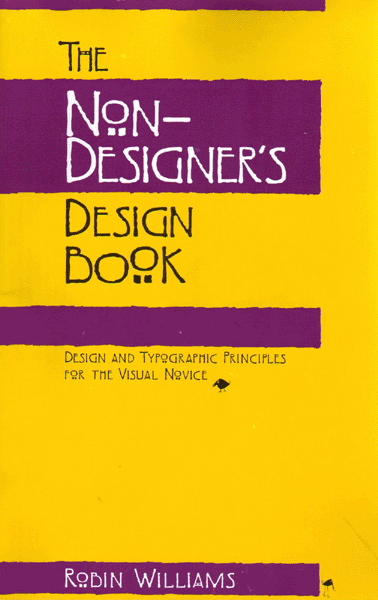 The
Non-
Designer's
Design
Book
Design and Typographic Principles
for the Visual Novice
Robin Williams